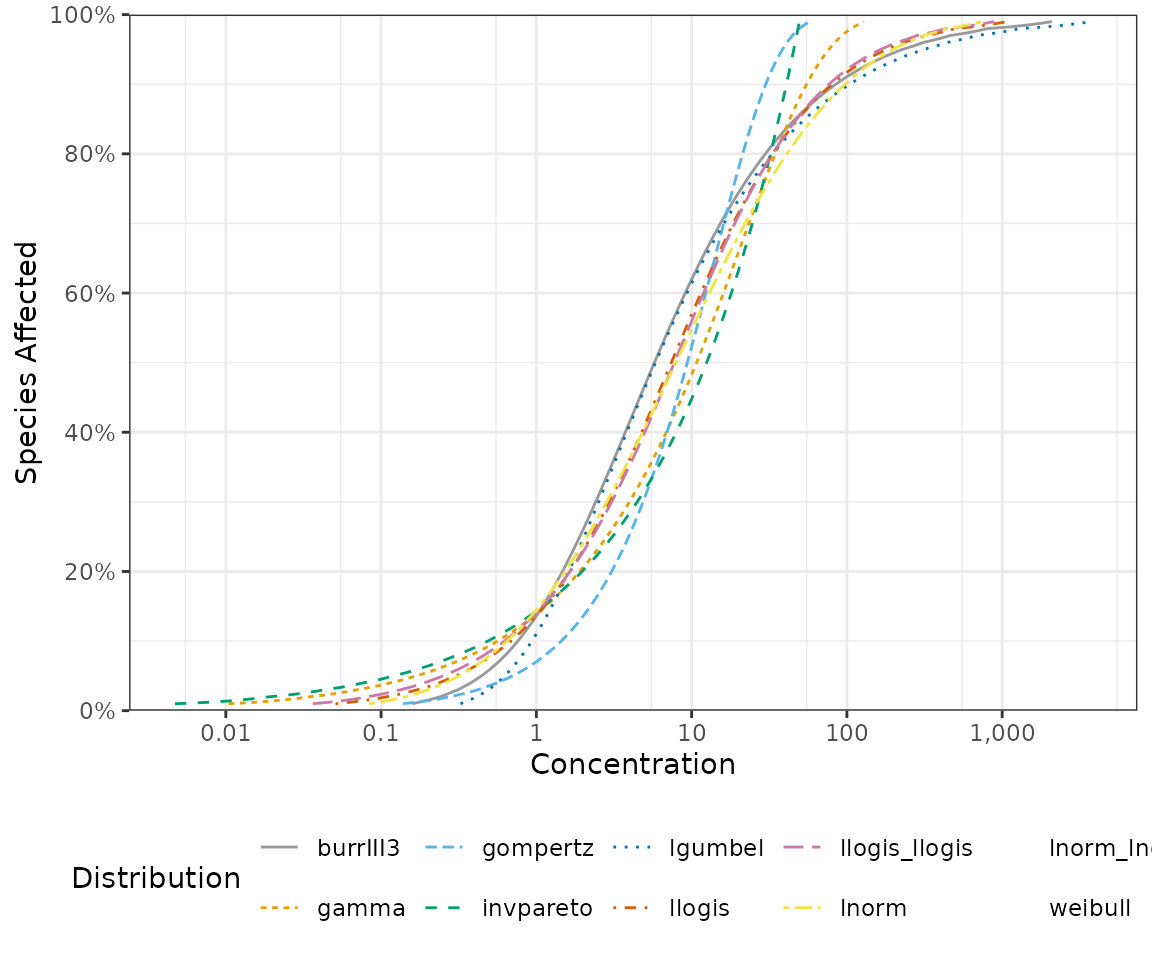 100%
80%
60%
40%
20%
0%
Species Affected
0.01 0.1 1 10 100 1,000
Concentration
Distribution
burrIII3 gompertz lgumbel llogis_llogis
gamma invpareto llogis lnorm weibull